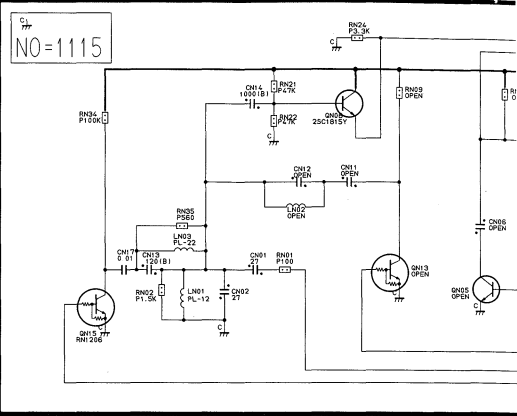 C
NO=1115
RN24
P3.3K
C
RN21
P47K
CN14
1000(B)
RN09
OPEN
RN34
P100K
RN22
P47K
QN08
2SC1815Y
C
CN12
OPEN
CN11
OPEN
LN02
OPEN
RN35
P560
LN03
PL-22
CN06
OPEN
CN17
0.01
CN13
120(B)
CN01
27
RN01
P100
RN02
P1.5K
LN01
PL-12
CN02
27
QN13
OPEN
QN05
OPEN
C
C
C
C
QN15
RN1206